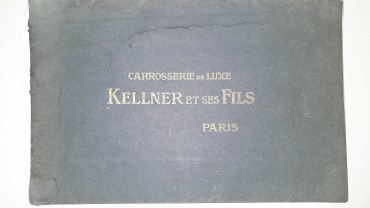 CARROSSERIE DE LUXE
KELLNER ET SES FILS
PARIS